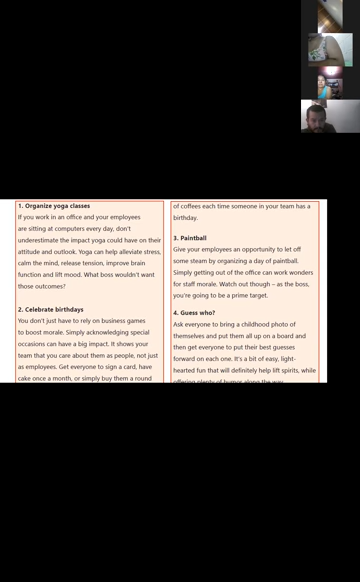 1. Organize yoga classes
If you work in an office and your employees
are sitting at computers every day, don't
underestimate the impact yoga could have on their
attitude and outlook. Yoga can help alleviate stress,
calm the mind, release tension, improve brain
function and lift mood. What boss wouldn't want
those outcomes?
2. Celebrate birthdays
You don't just have to rely on business games
to boost morale. Simply acknowledging special
occasions can have a big impact. It shows your
team that you care about them as people, not just
as employees. Get everyone to sign a card, have
cake once a month, or simply buy them a round
of coffees each time someone in your team has a
birthday.
3. Paintball
Give your employees an opportunity to let off
some steam by organizing a day of paintball.
Simply getting out of the office can work wonders
for staff morale. Watch out though – as the boss,
you're going to be a prime target.
4. Guess who?
Ask everyone to bring a childhood photo of
themselves and put them all up on a board and
then get everyone to put their best guesses
forward on each one. It's a bit of easy, light-
hearted fun that will definitely help lift spirits, while
offering plenty of humor along the way.